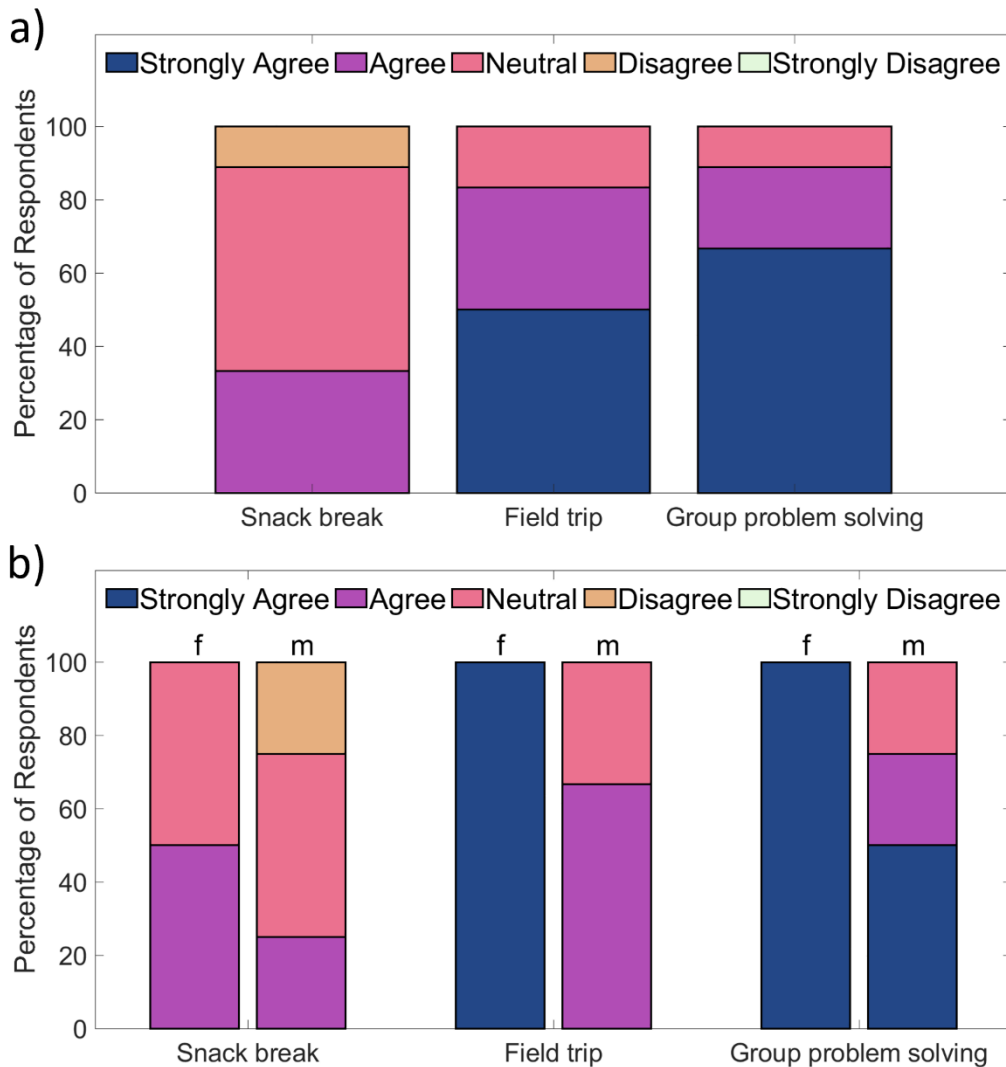 a)
Strongly Agree Agree Neutral Disagree Strongly Disagree
Percentage of Respondents
100
80
60
40
20
0
Snack break Field trip Group problem solving
b)
Strongly Agree Agree Neutral Disagree Strongly Disagree
f m f m f m
Percentage of Respondents
100
80
60
40
20
0
Snack break Field trip Group problem solving